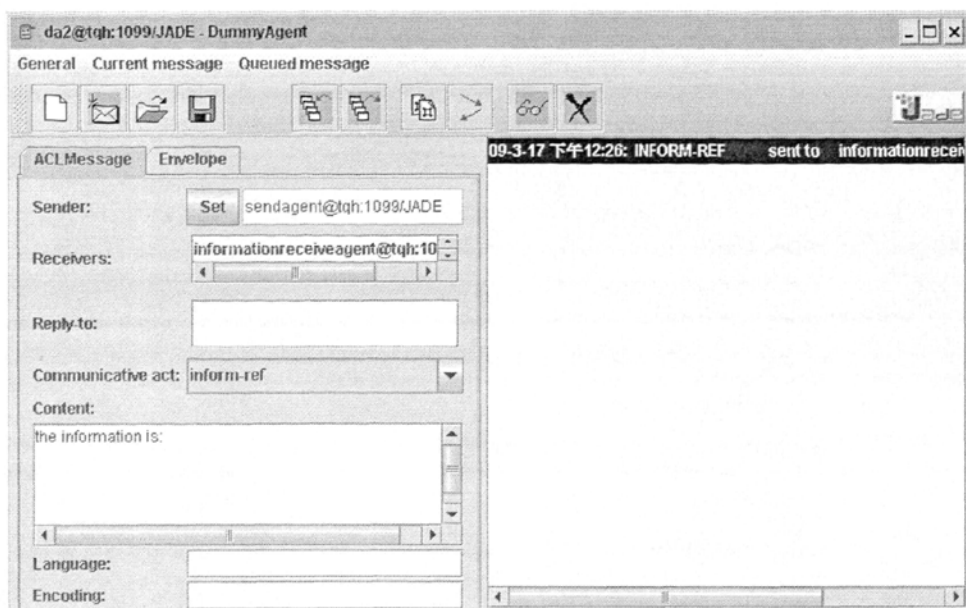 da2@tqh:1099/JADE - DummyAgent
General Current message Queued message
Jade
ACLMessage Envelope
09-3-17 下午12:26: INFORM-REF sent to informationreceiv
Sender: Set sendagent@tqh:1099/JADE
Receivers: informationreceiveagent@tqh:10
Reply-to:
Communicative act: inform-ref
Content:
the information is:
Language:
Encoding: